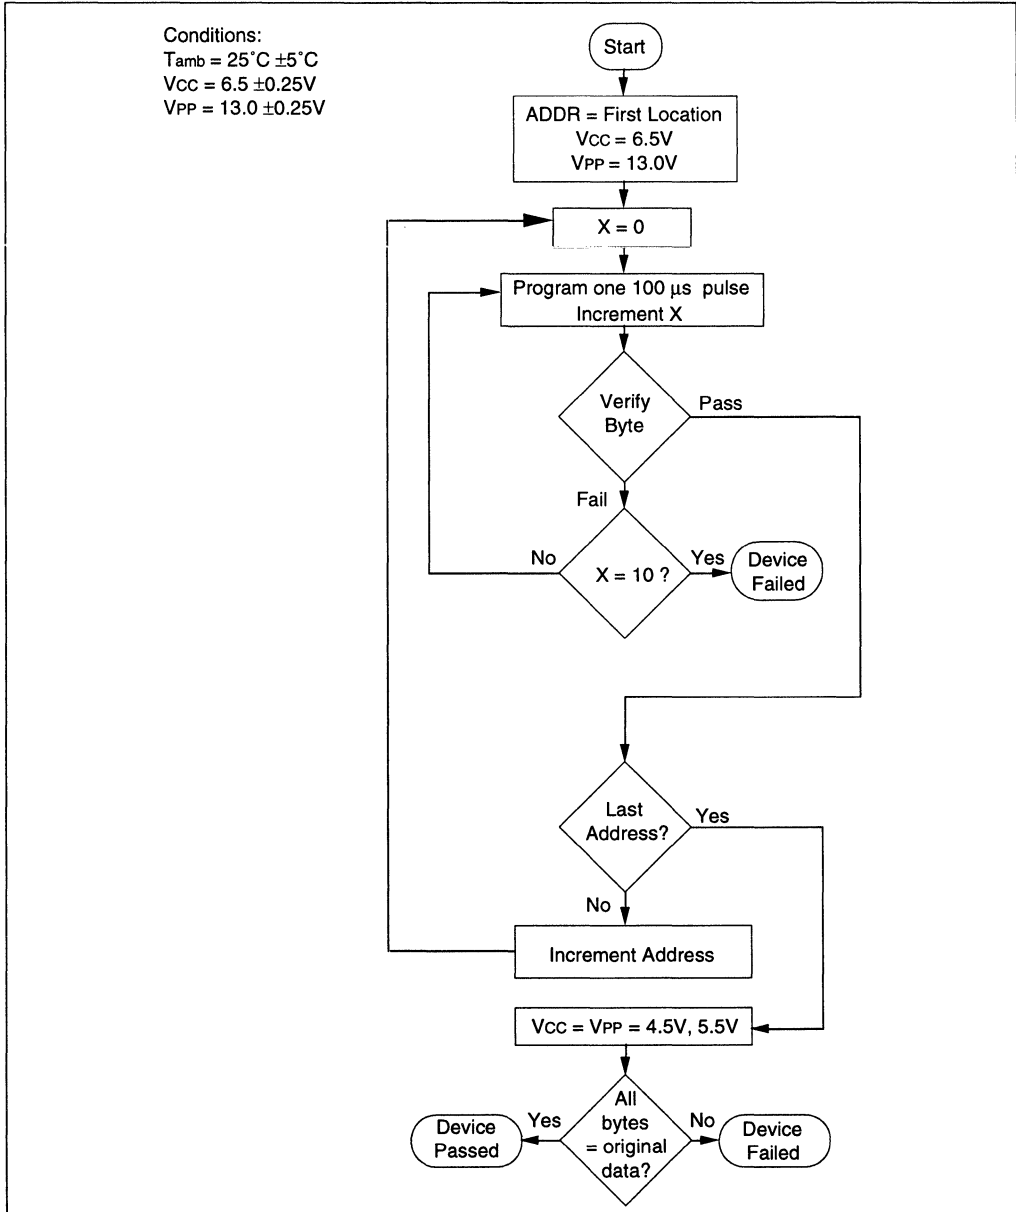 Conditions:
Tamb = 25˚C ±5˚C
VCC = 6.5 ±0.25V
VPP = 13.0 ±0.25V
Start
ADDR = First Location
VCC = 6.5V
VPP = 13.0V
X = 0
Program one 100 µs pulse
Increment X
Verify
Byte
Pass
Fail
X = 10 ?
No
Yes
Device
Failed
Last
Address?
Yes
No
Increment Address
VCC = VPP = 4.5V, 5.5V
All
bytes
= original
data?
Yes
Device
Passed
No
Device
Failed